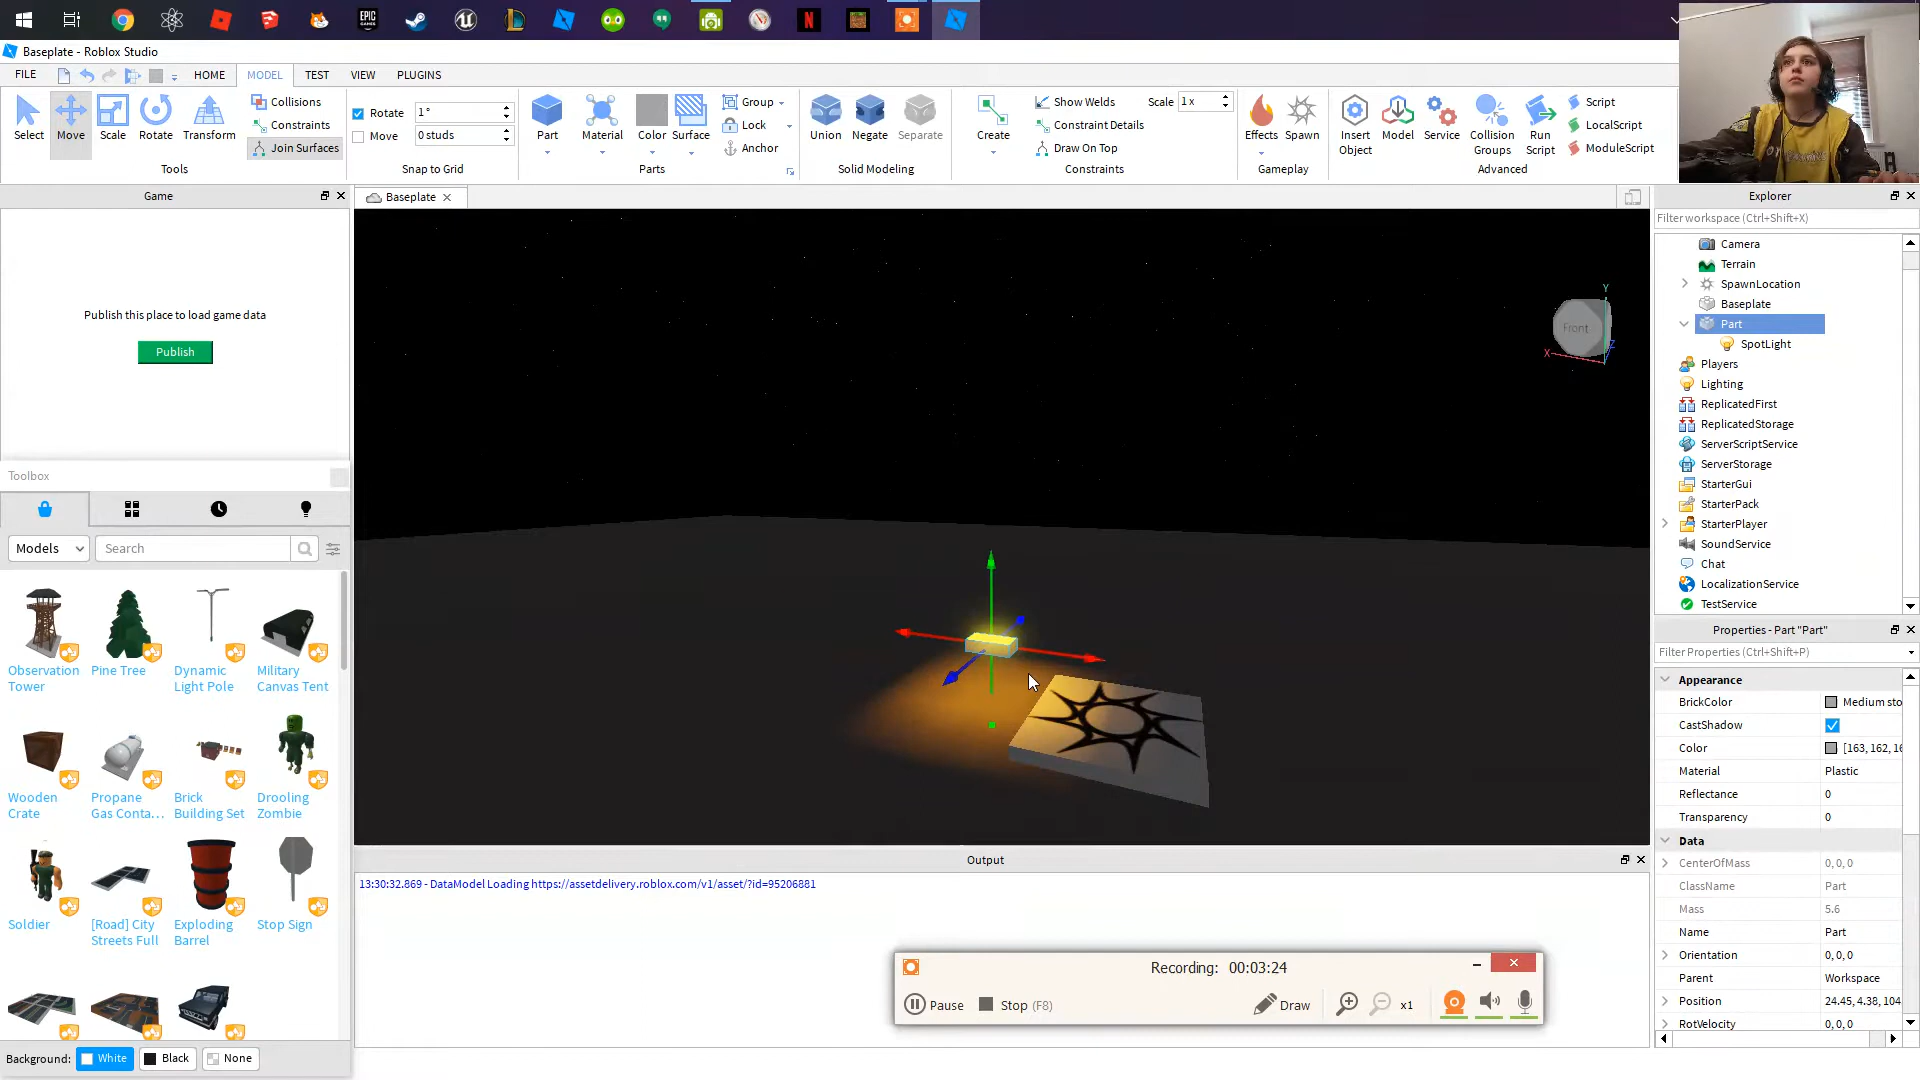 EPIC
GAMES
Baseplate - Roblox Studio
FILE
HOME
MODEL
TEST
VIEW
PLUGINS
Select
Move
Scale
Rotate
Transform
Collisions
Constraints
Join Surfaces
Tools
Rotate
1 °
Move
0 studs
Snap to Grid
Part
Material
Color
Surface
Group
Lock
Anchor
Parts
Union
Negate
Separate
Solid Modeling
Create
Show Welds
Scale 1 x
Constraint Details
Draw On Top
Constraints
Effects
Spawn
Gameplay
Insert
Object
Model
Service
Collision
Groups
Run
Script
Script
LocalScript
ModuleScript
Advanced
Game
Publish this place to load game data
Publish
Toolbox
Models
Search
Observation
Tower
Pine Tree
Dynamic
Light Pole
Military
Canvas Tent
Wooden
Crate
Propane
Gas Conta...
Brick
Building Set
Drooling
Zombie
Soldier
[Road] City
Streets Full
Exploding
Barrel
Stop Sign
Background:
White
Black
None
Baseplate
Y
Front
X
Z
Output
13:30:32.869 - DataModel Loading https://assetdelivery.roblox.com/v1/asset/?id=95206881
Recording: 00:03:24
Pause
Stop (F8)
Draw
x1
Explorer
Filter workspace (Ctrl+Shift+X)
Camera
Terrain
SpawnLocation
Baseplate
Part
SpotLight
Players
Lighting
ReplicatedFirst
ReplicatedStorage
ServerScriptService
ServerStorage
StarterGui
StarterPack
StarterPlayer
SoundService
Chat
LocalizationService
TestService
Properties - Part "Part"
Filter Properties (Ctrl+Shift+P)
Appearance
BrickColor Medium sto
CastShadow
Color [163, 162, 16
Material Plastic
Reflectance 0
Transparency 0
Data
CenterOfMass 0, 0, 0
ClassName Part
Mass 5.6
Name Part
Orientation 0, 0, 0
Parent Workspace
Position 24.45, 4.38, 104
RotVelocity 0, 0, 0